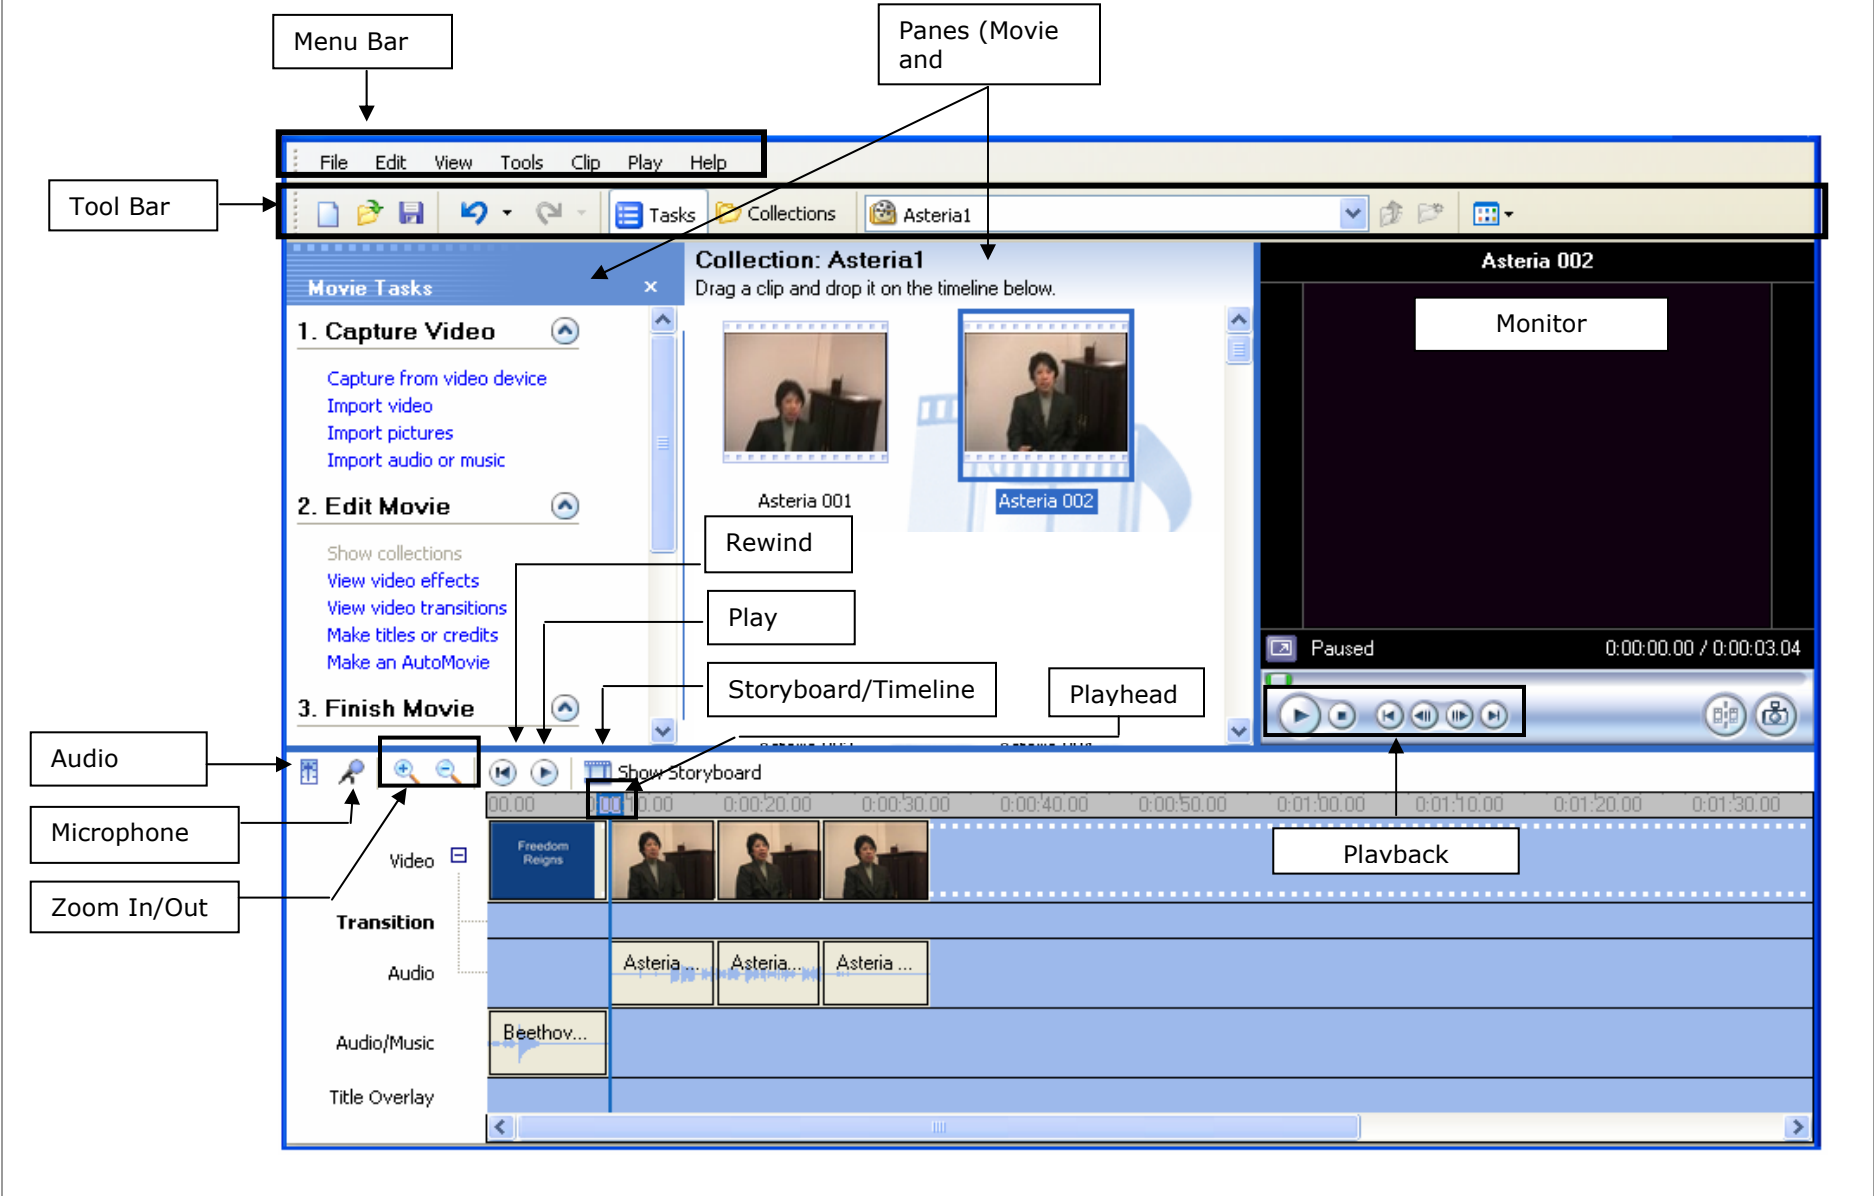 Menu Bar
Panes (Movie
and
File Edit View Tools Clip Play Help
Tool Bar
Tasks Collections Asteria1
Movie Tasks
Collection: Asteria1
Drag a clip and drop it on the timeline below.
Asteria 002
Monitor
1. Capture Video
Capture from video device
Import video
Import pictures
Import audio or music
2. Edit Movie
Show collections
View video effects
View video transitions
Make titles or credits
Make an AutoMovie
3. Finish Movie
Asteria 001
Asteria 002
Rewind
Play
Storyboard/Timeline
Playhead
Paused
0:00:00.00 / 0:00:03.04
Audio
Microphone
Zoom In/Out
Show Storyboard
00.00 0:00:20.00 0:00:30.00 0:00:40.00 0:00:50.00 0:01:00.00 0:01:10.00 0:01:20.00 0:01:30.00
Playback
Video
Freedom
Reigns
Transition
Audio
Asteria ...
Asteria...
Asteria ...
Audio/Music
Beethov...
Title Overlay